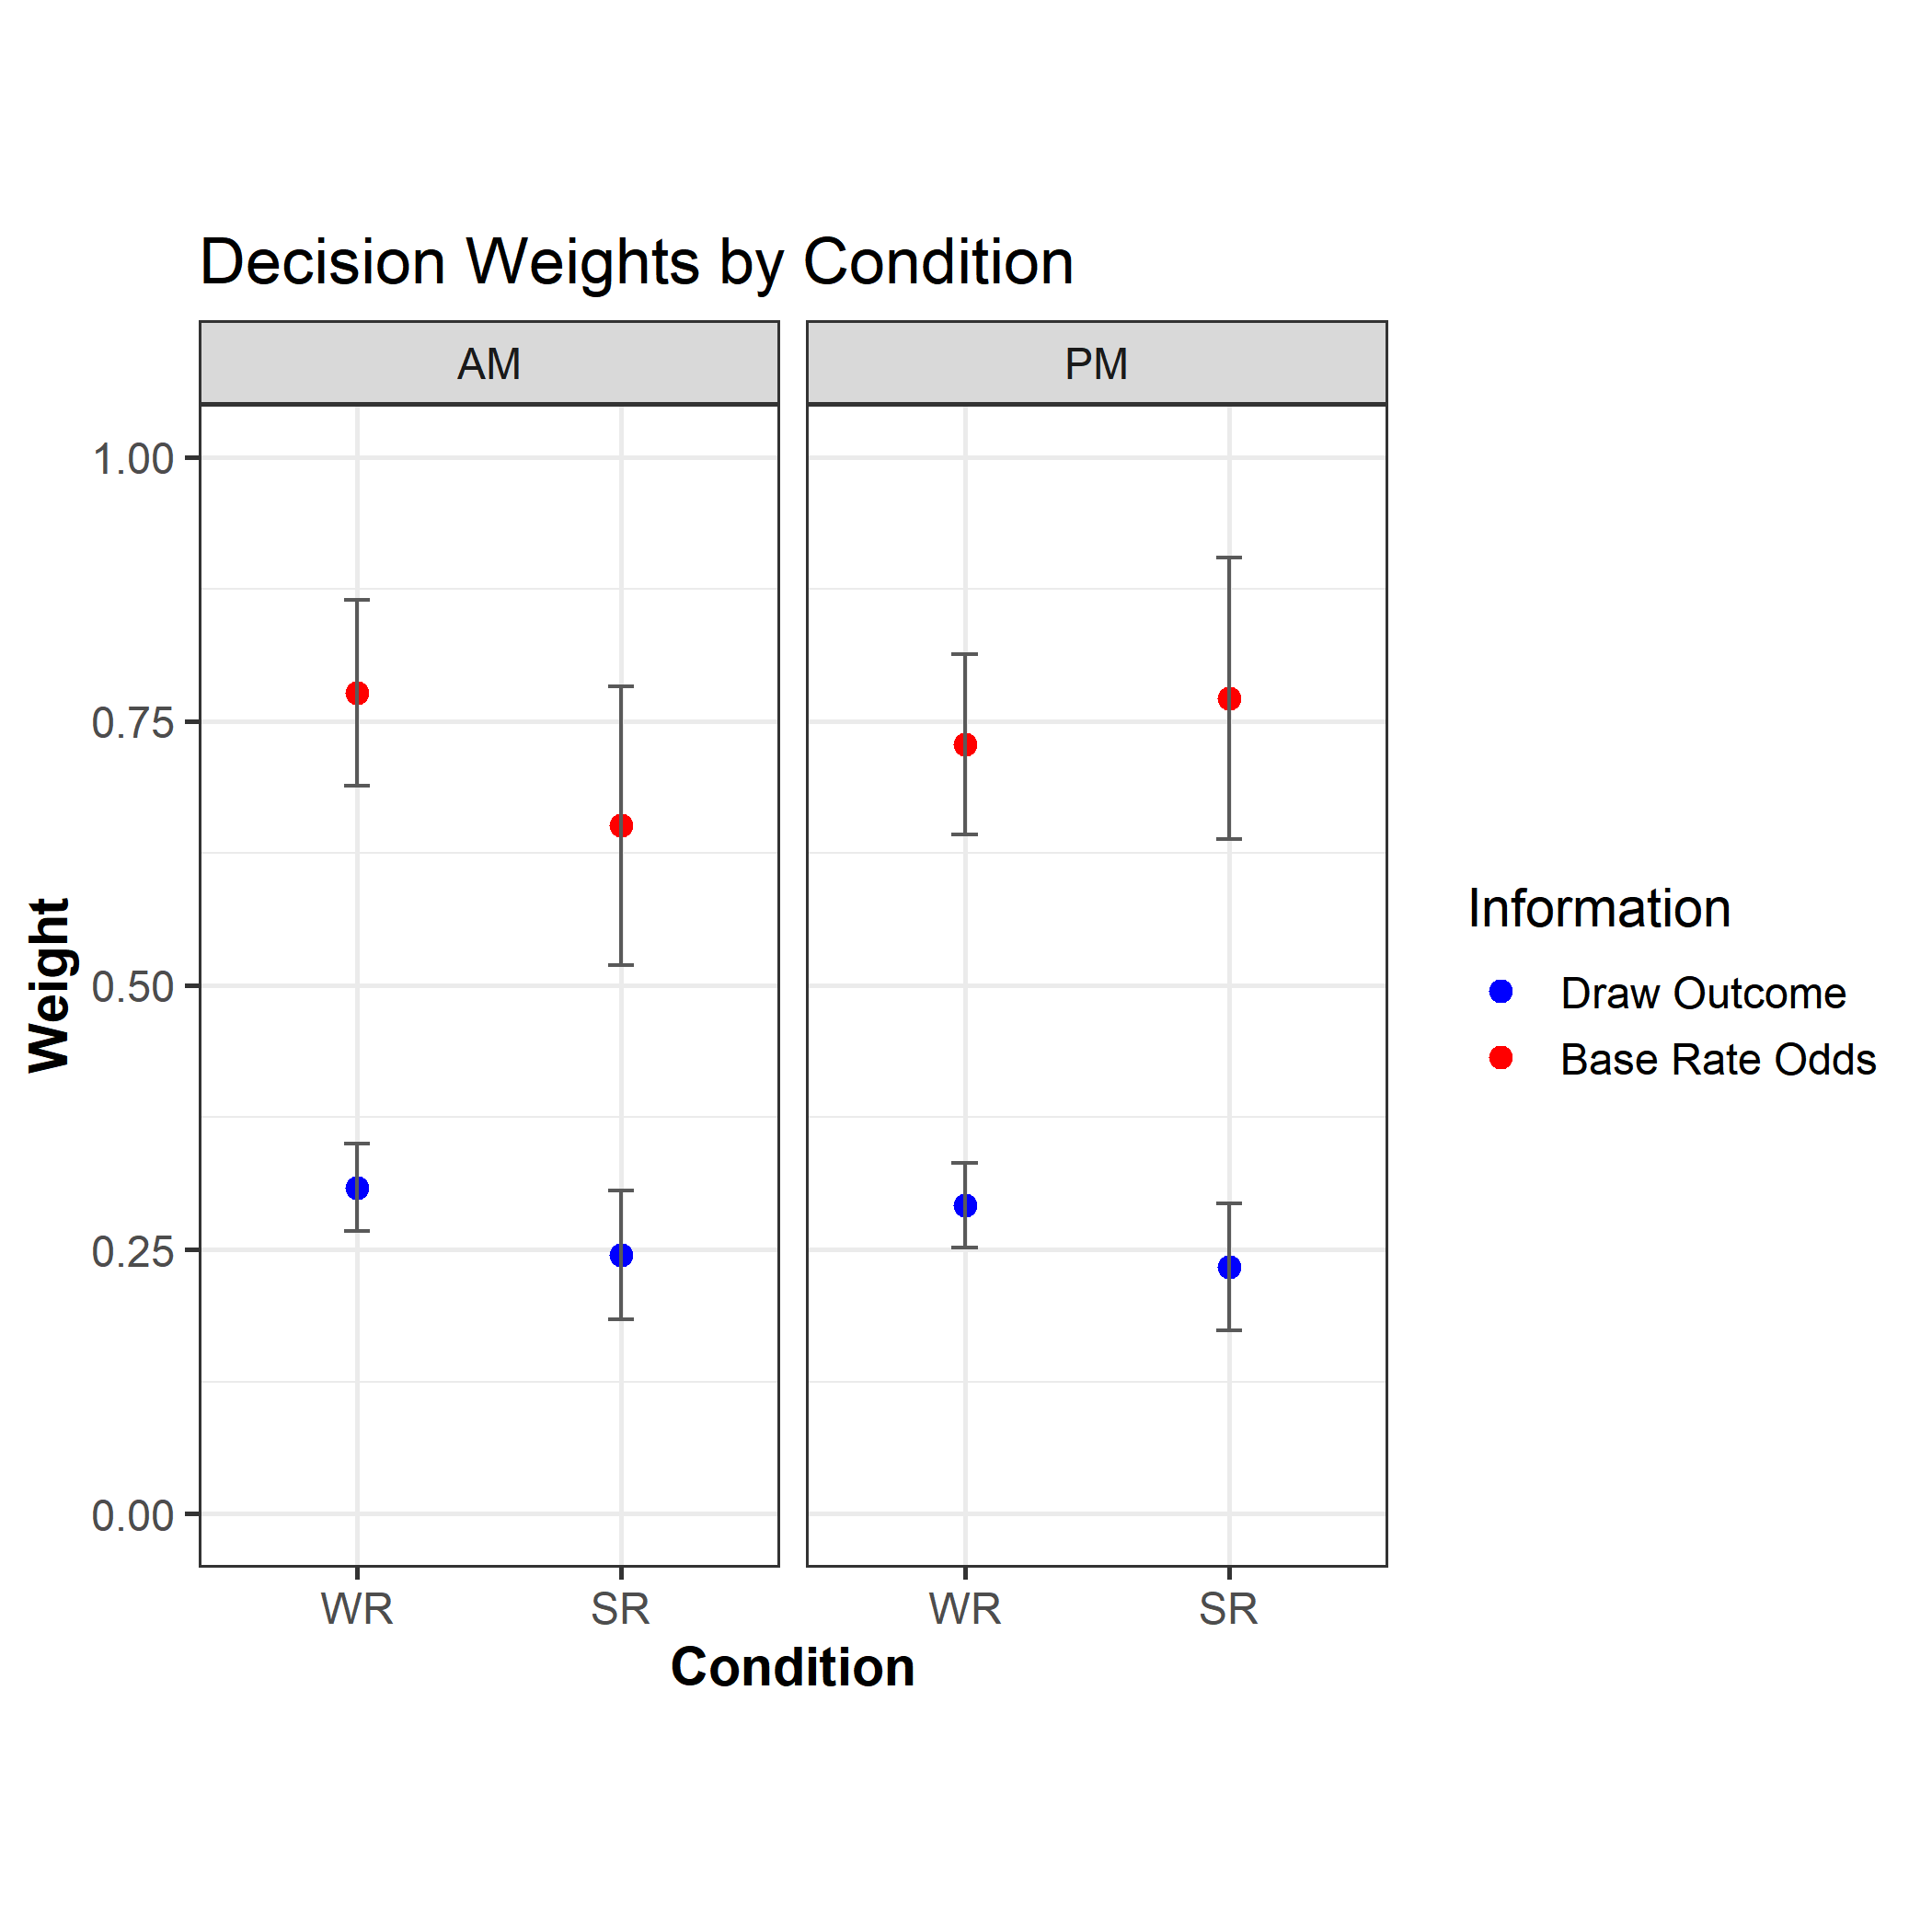 Decision Weights by Condition
AM
PM
1.00
0.75
0.50
0.25
0.00
Weight
WR
SR
WR
SR
Condition
Information
Draw Outcome
Base Rate Odds